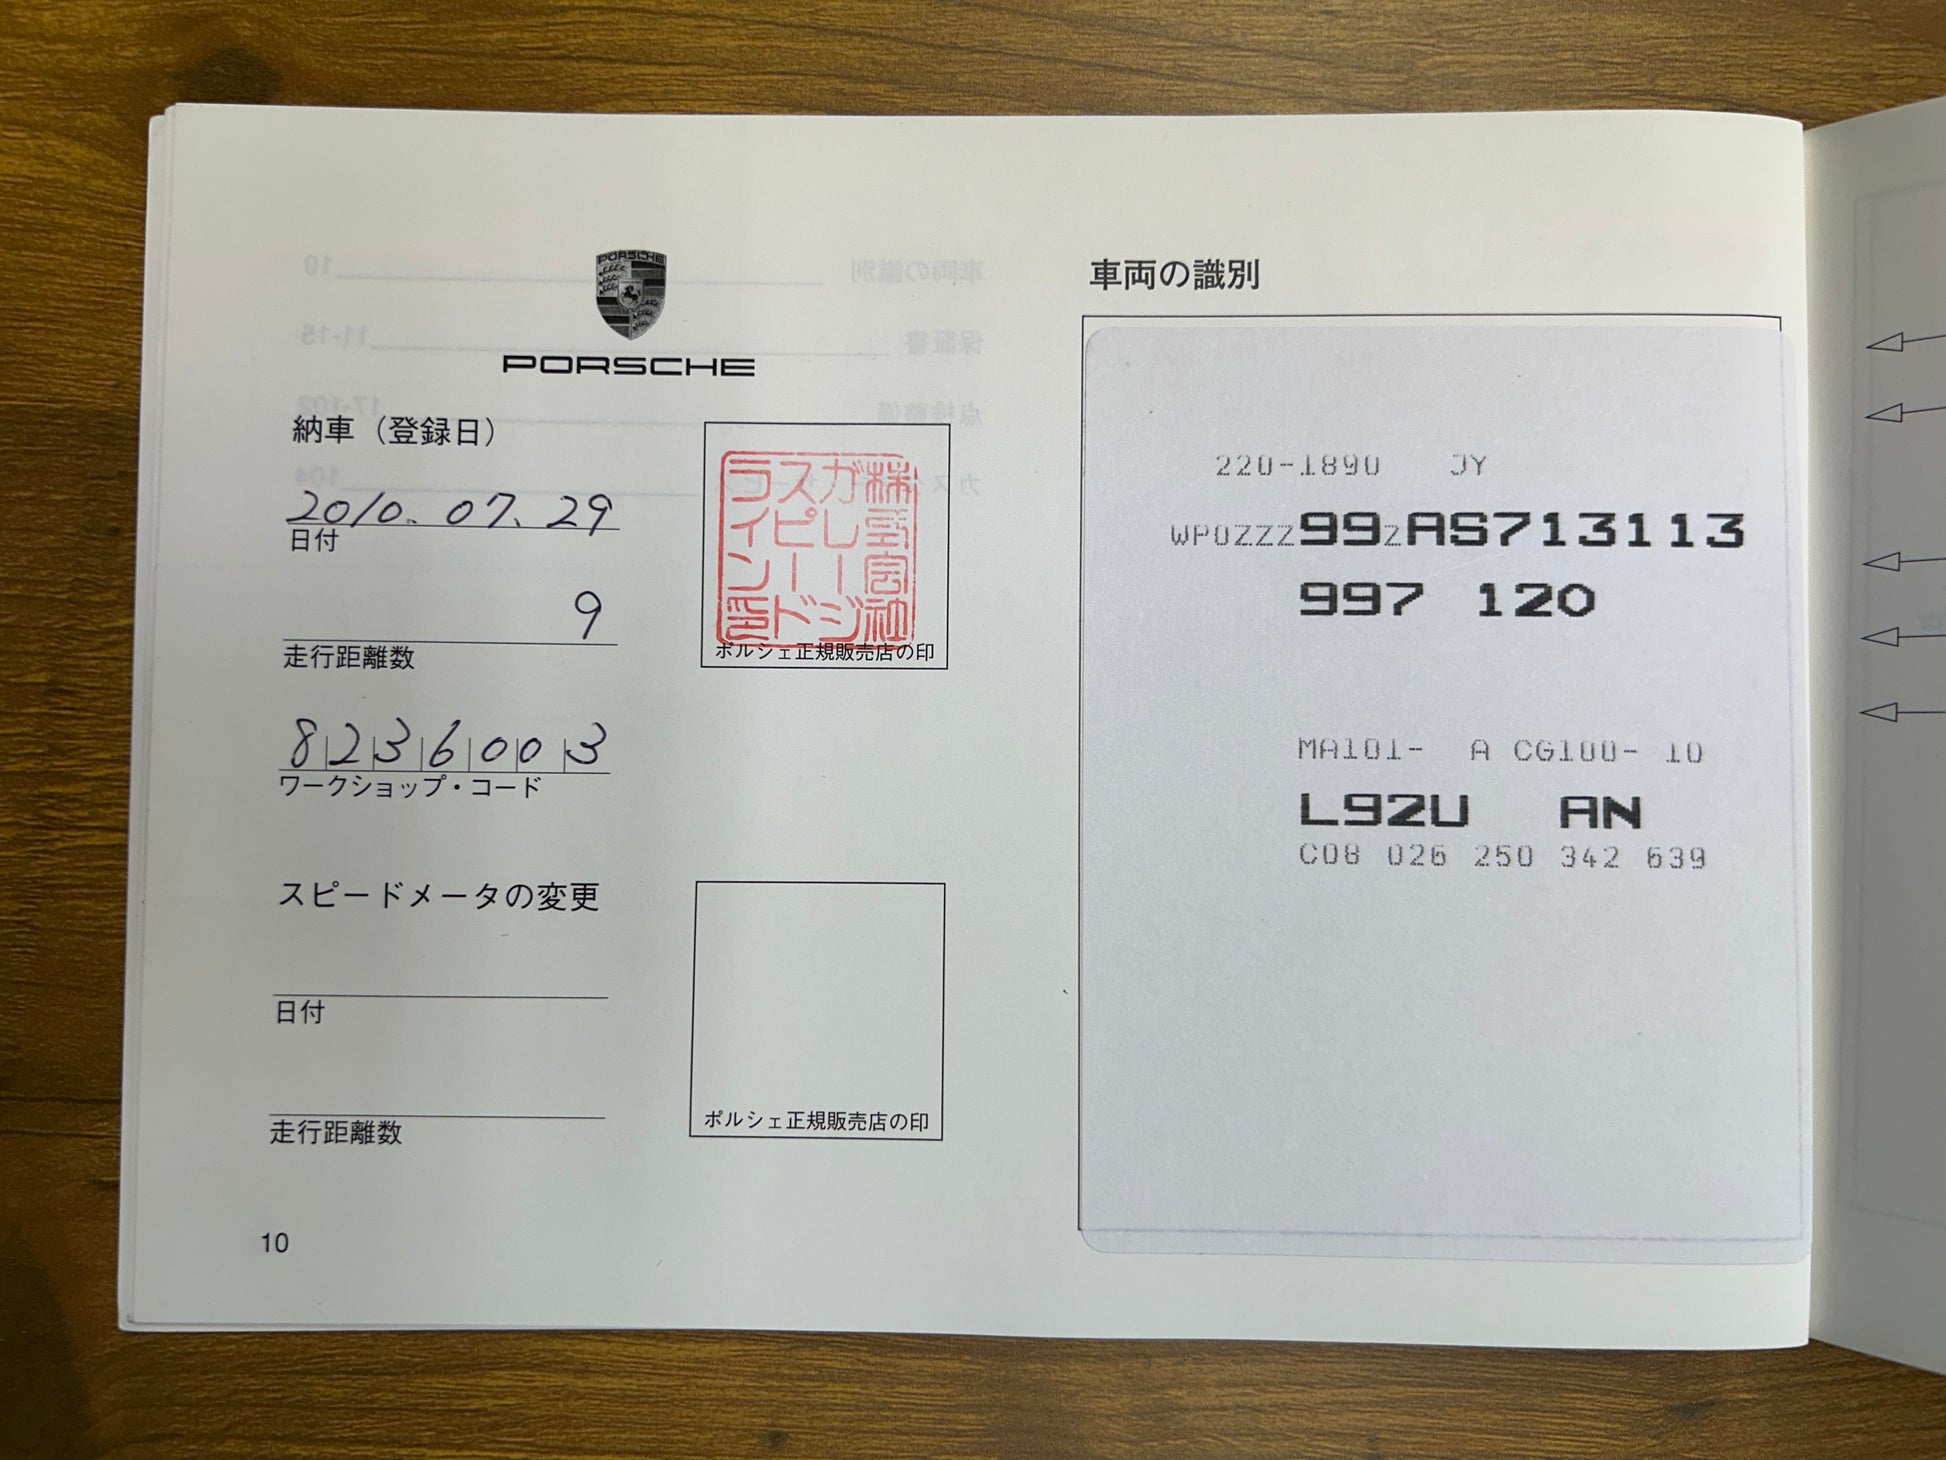 PORSCHE
PORSCHE
納車（登録日）
2010. 07. 29
日付
9
走行距離数
8236003
ワークショップ・コード
株式会社
ガレージ
スピード
ライン印
ポルシェ正規販売店の印
スピードメータの変更
日付
走行距離数
ポルシェ正規販売店の印
10
車両の識別
220-1890 JY
WP0ZZZ99ZAS713113
997 120
MA101- A CG100- 10
L92U AN
C08 026 250 342 639